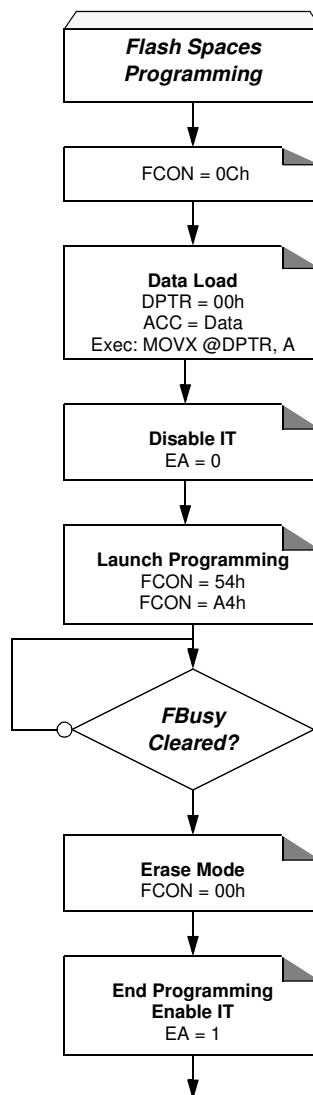 Flash Spaces
Programming
FCON = 0Ch
Data Load
DPTR = 00h
ACC = Data
Exec: MOVX @DPTR, A
Disable IT
EA = 0
Launch Programming
FCON = 54h
FCON = A4h
FBusy
Cleared?
Erase Mode
FCON = 00h
End Programming
Enable IT
EA = 1